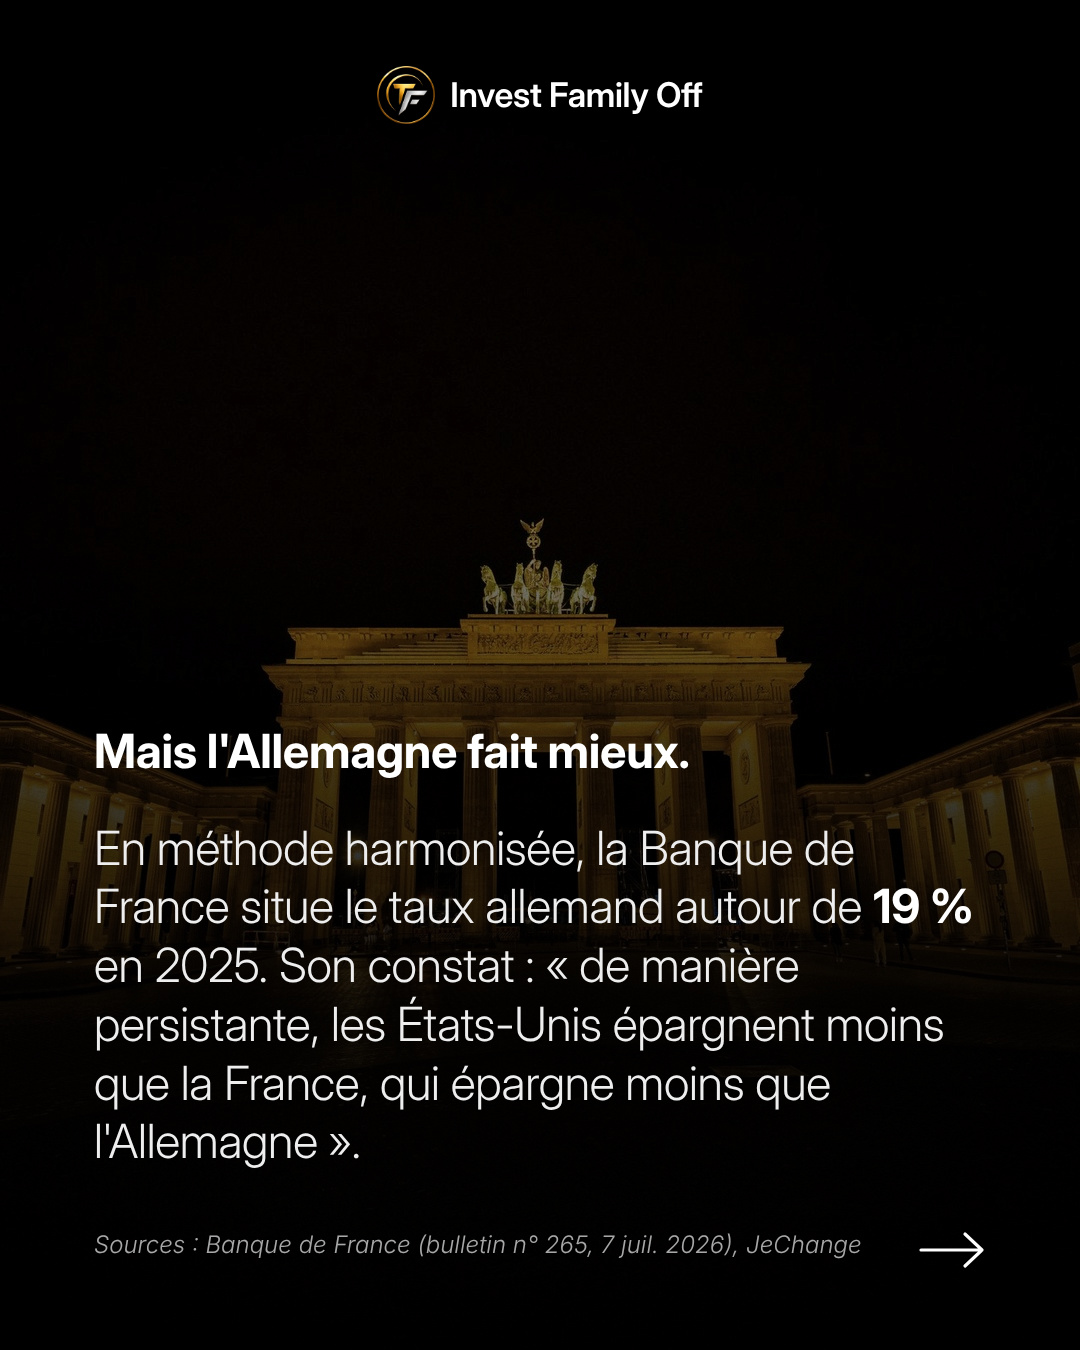 TF Invest Family Off
Mais l'Allemagne fait mieux.
En méthode harmonisée, la Banque de
France situe le taux allemand autour de 19 %
en 2025. Son constat : « de manière
persistante, les États-Unis épargnent moins
que la France, qui épargne moins que
l'Allemagne ».
Sources : Banque de France (bulletin n° 265, 7 juil. 2026), JeChange